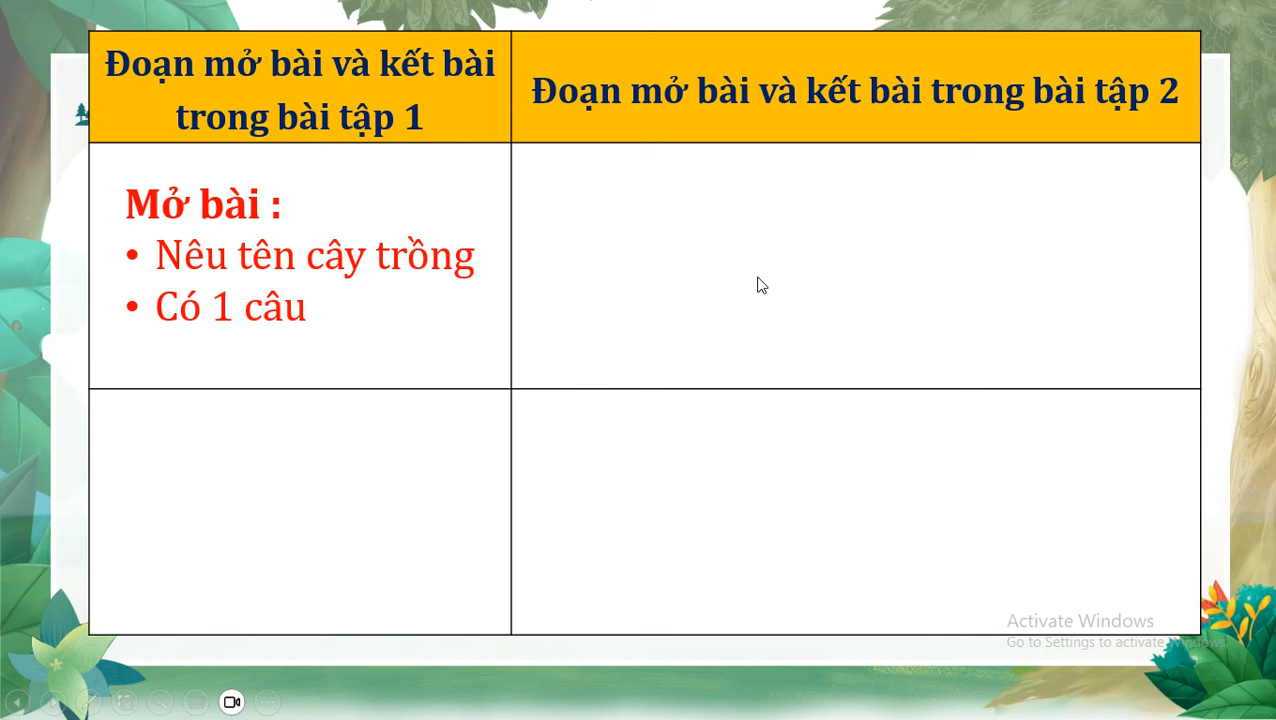 Đoạn mở bài và kết bài
trong bài tập 1
Đoạn mở bài và kết bài trong bài tập 2
Mở bài :
• Nêu tên cây trồng
• Có 1 câu
Activate Windows
Go to Settings to activate Windows.